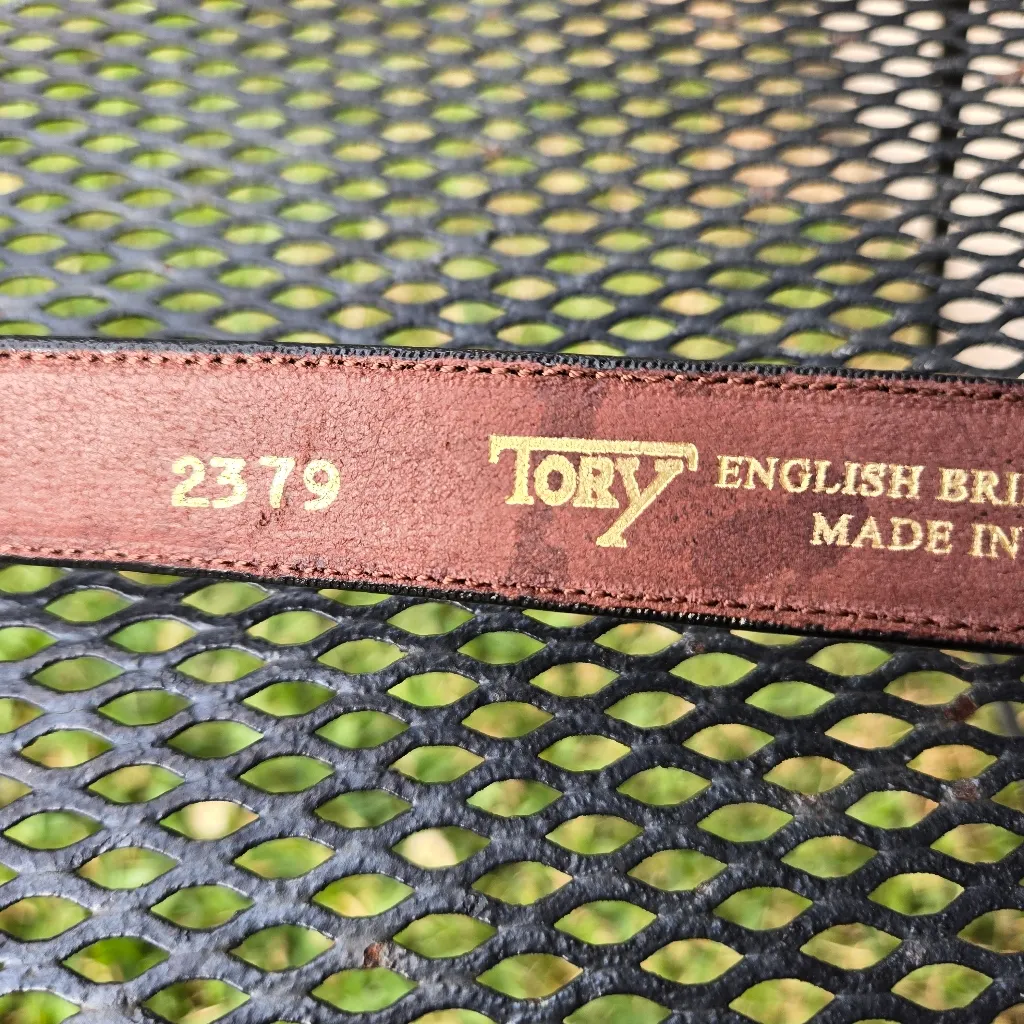 2379
TORY
ENGLISH BRI
MADE IN